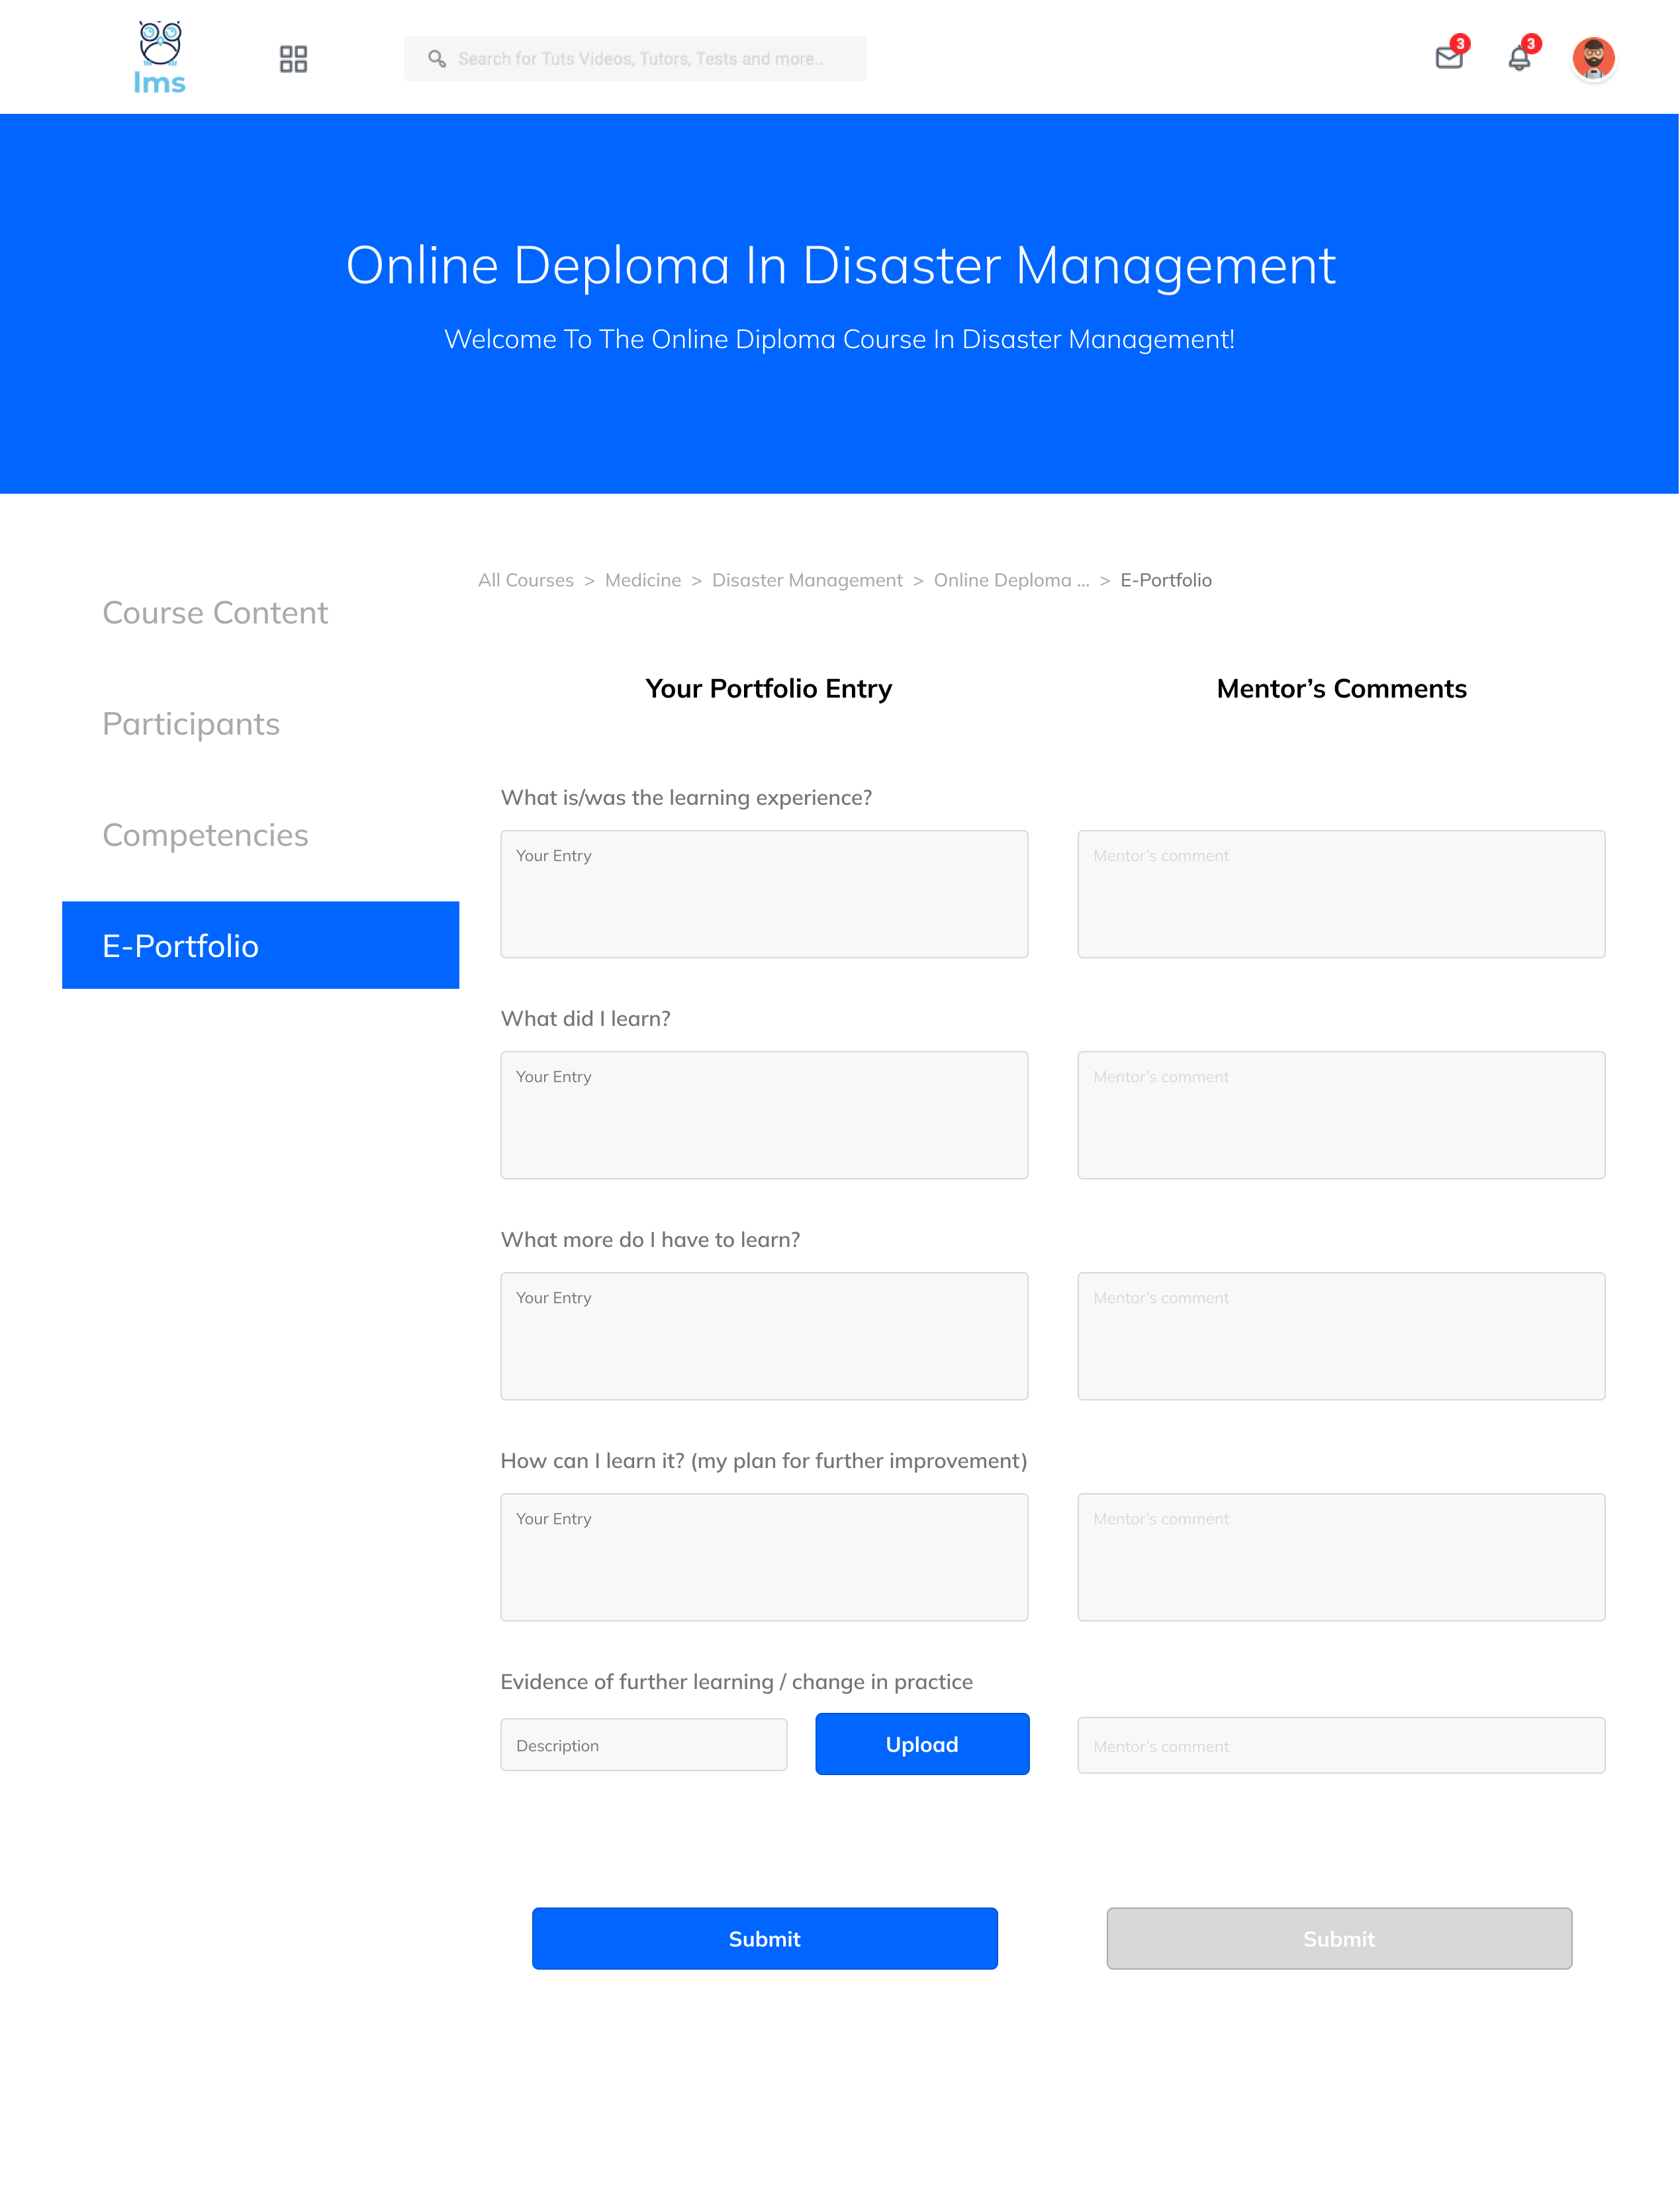 lms
Search for Tuts Videos, Tutors, Tests and more..
3
3
Online Deploma In Disaster Management
Welcome To The Online Diploma Course In Disaster Management!
All Courses > Medicine > Disaster Management > Online Deploma ... > E-Portfolio
Course Content
Participants
Competencies
E-Portfolio
Your Portfolio Entry
Mentor’s Comments
What is/was the learning experience?
Your Entry
Mentor’s comment
What did I learn?
Your Entry
Mentor’s comment
What more do I have to learn?
Your Entry
Mentor’s comment
How can I learn it? (my plan for further improvement)
Your Entry
Mentor’s comment
Evidence of further learning / change in practice
Description
Upload
Mentor’s comment
Submit
Submit